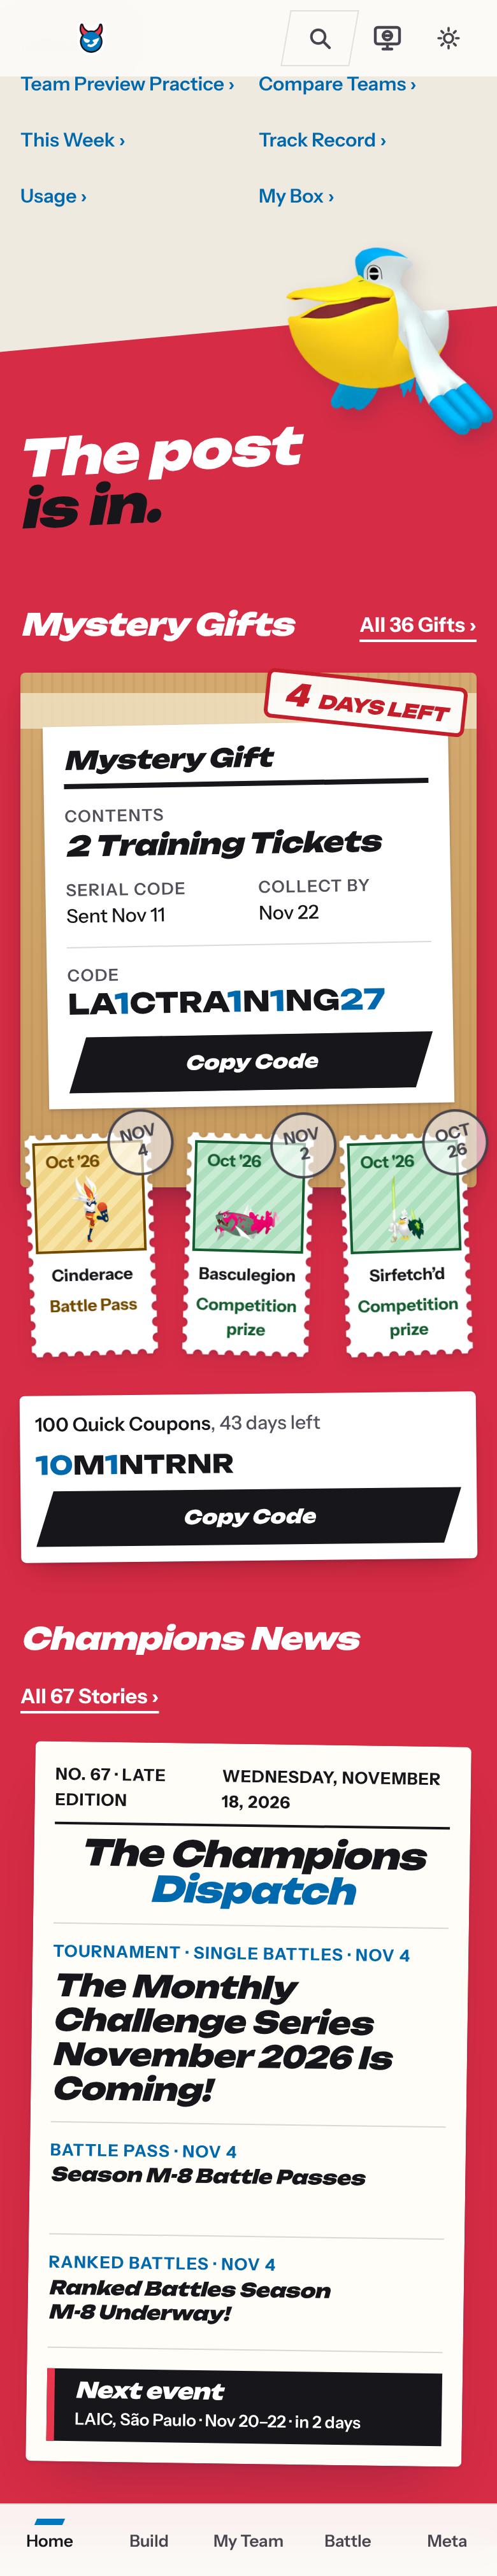 Team Preview Practice ›
Compare Teams ›
This Week ›
Track Record ›
Usage ›
My Box ›
The post
is in.
Mystery Gifts
All 36 Gifts ›
4 DAYS LEFT
Mystery Gift
CONTENTS
2 Training Tickets
SERIAL CODE
Sent Nov 11
COLLECT BY
Nov 22
CODE
LA1CTRA1N1NG27
Copy Code
NOV
4
Oct '26
Cinderace
Battle Pass
NOV
2
Oct '26
Basculegion
Competition
prize
OCT
26
Oct '26
Sirfetch’d
Competition
prize
100 Quick Coupons, 43 days left
10M1NTRNR
Copy Code
Champions News
All 67 Stories ›
NO. 67 · LATE
EDITION
WEDNESDAY, NOVEMBER
18, 2026
The Champions
Dispatch
TOURNAMENT · SINGLE BATTLES · NOV 4
The Monthly
Challenge Series
November 2026 Is
Coming!
BATTLE PASS · NOV 4
Season M-8 Battle Passes
RANKED BATTLES · NOV 4
Ranked Battles Season
M-8 Underway!
Next event
LAIC, São Paulo · Nov 20–22 · in 2 days
Home
Build
My Team
Battle
Meta